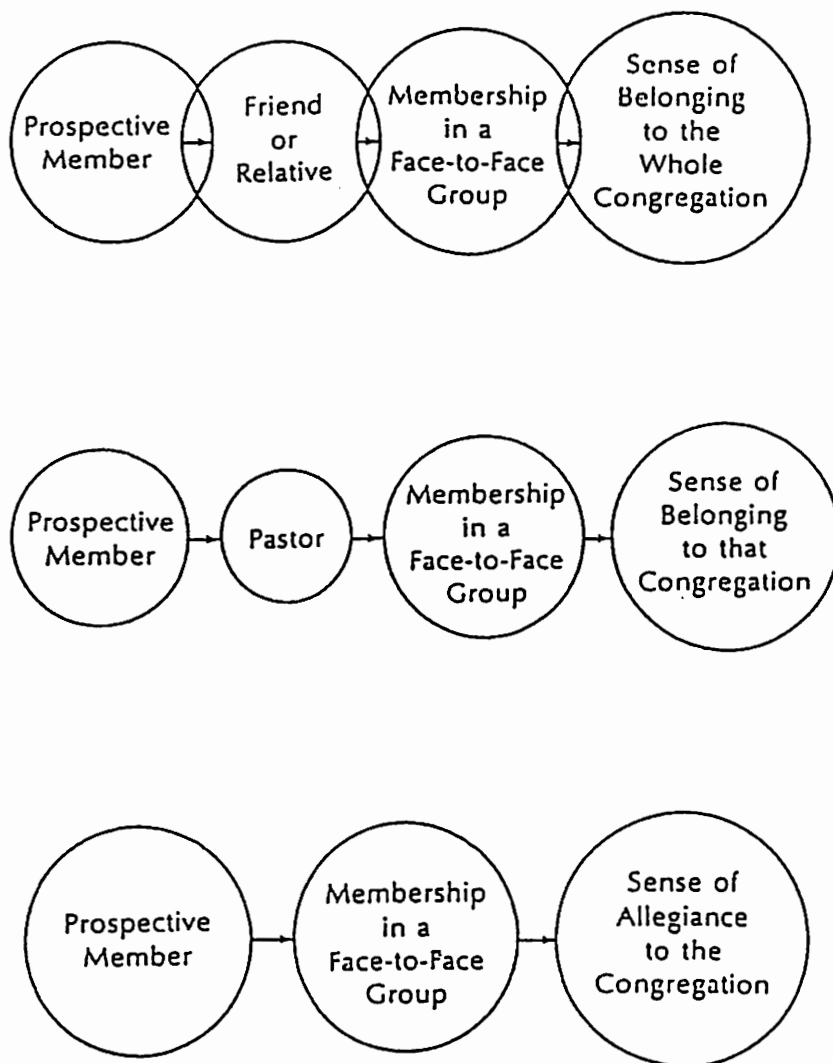 Prospective
Member
Friend
or
Relative
Membership
in a
Face-to-Face
Group
Sense of
Belonging
to the
Whole
Congregation
Prospective
Member
Pastor
Membership
in a
Face-to-Face
Group
Sense of
Belonging
to that
Congregation
Prospective
Member
Membership
in a
Face-to-Face
Group
Sense of
Allegiance
to the
Congregation